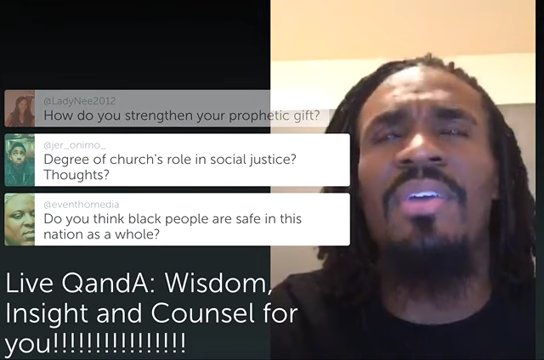 @LadyNee2012
How do you strengthen your prophetic gift?
@jer_onimo_
Degree of church's role in social justice?
Thoughts?
@eventhomedia
Do you think black people are safe in this
nation as a whole?
Live QandA: Wisdom,
Insight and Counsel for
you!!!!!!!!!!!!!!!!!